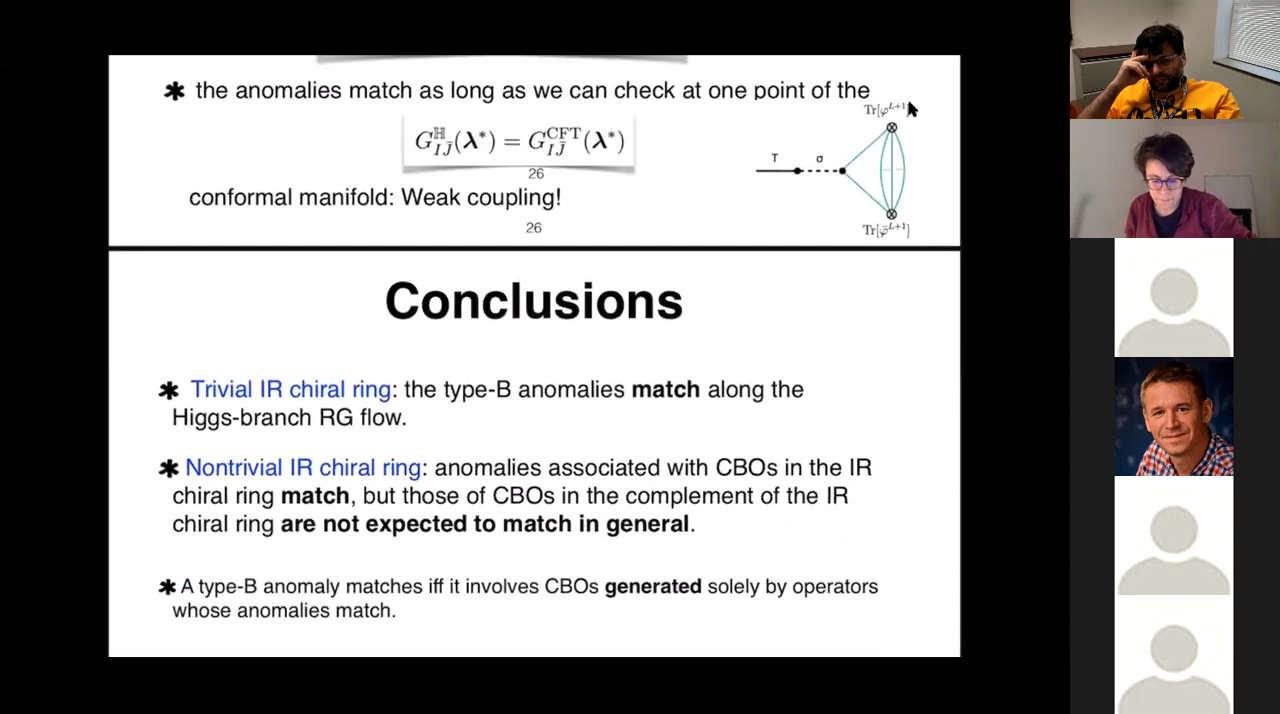 ✱ the anomalies match as long as we can check at one point of the
Tr[φ^{L+1}]
G^ℍ_{IJ̄}(λ*) = G^{CFT}_{IJ̄}(λ*)
T σ
26
conformal manifold: Weak coupling!
26
Tr[φ̄^{L+1}]
Conclusions
✱ Trivial IR chiral ring: the type-B anomalies match along the
Higgs-branch RG flow.
✱ Nontrivial IR chiral ring: anomalies associated with CBOs in the IR
chiral ring match, but those of CBOs in the complement of the IR
chiral ring are not expected to match in general.
✱ A type-B anomaly matches iff it involves CBOs generated solely by operators
whose anomalies match.